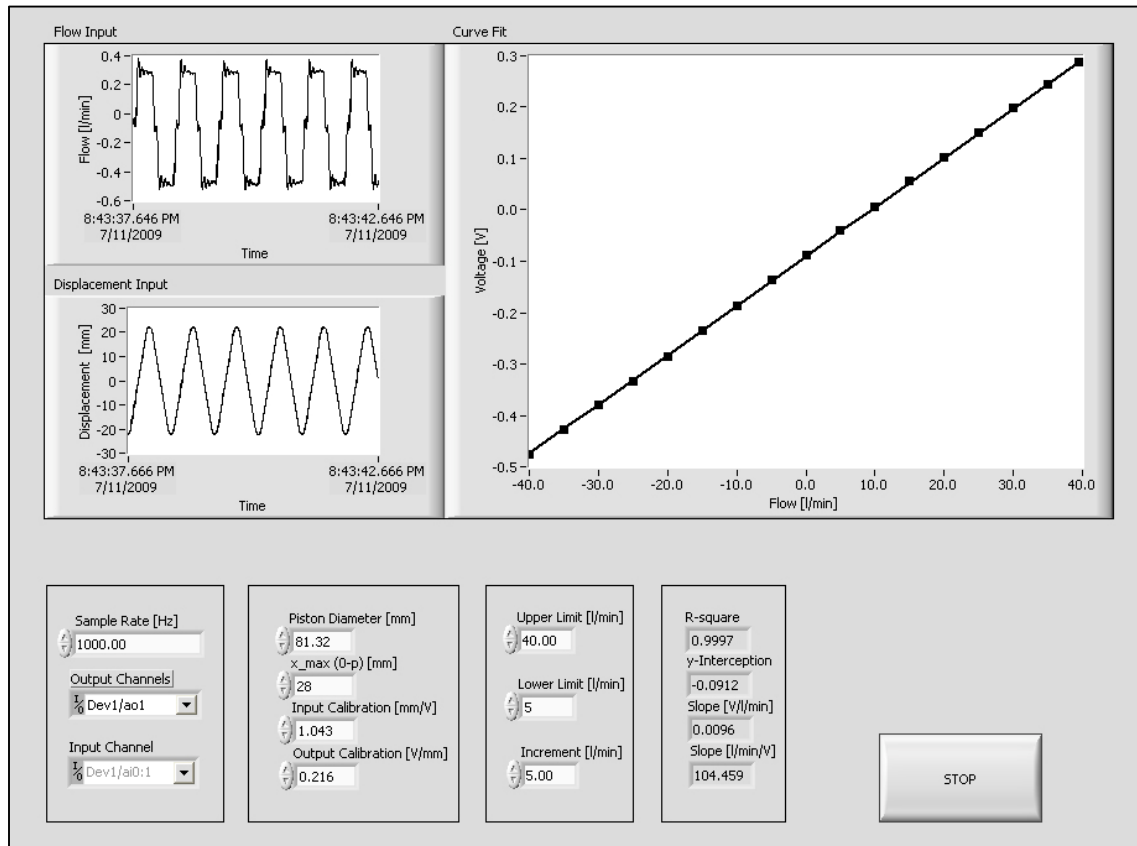 Flow Input
Flow [l/min]
0.4
0.2
0
-0.2
-0.4
-0.6
8:43:37.646 PM
7/11/2009
8:43:42.646 PM
7/11/2009
Time
Displacement Input
Displacement [mm]
30
20
10
0
-10
-20
-30
8:43:37.666 PM
7/11/2009
8:43:42.666 PM
7/11/2009
Time
Curve Fit
Voltage [V]
0.3
0.2
0.1
0.0
-0.1
-0.2
-0.3
-0.4
-0.5
-40.0 -30.0 -20.0 -10.0 0.0 10.0 20.0 30.0 40.0
Flow [l/min]
Sample Rate [Hz]
1000.00
Output Channels
I/O Dev1/ao1
Input Channel
I/O Dev1/ai0:1
Piston Diameter [mm]
81.32
x_max (0-p) [mm]
28
Input Calibration [mm/V]
1.043
Output Calibration [V/mm]
0.216
Upper Limit [l/min]
40.00
Lower Limit [l/min]
5
Increment [l/min]
5.00
R-square
0.9997
y-Interception
-0.0912
Slope [V/l/min]
0.0096
Slope [l/min/V]
104.459
STOP